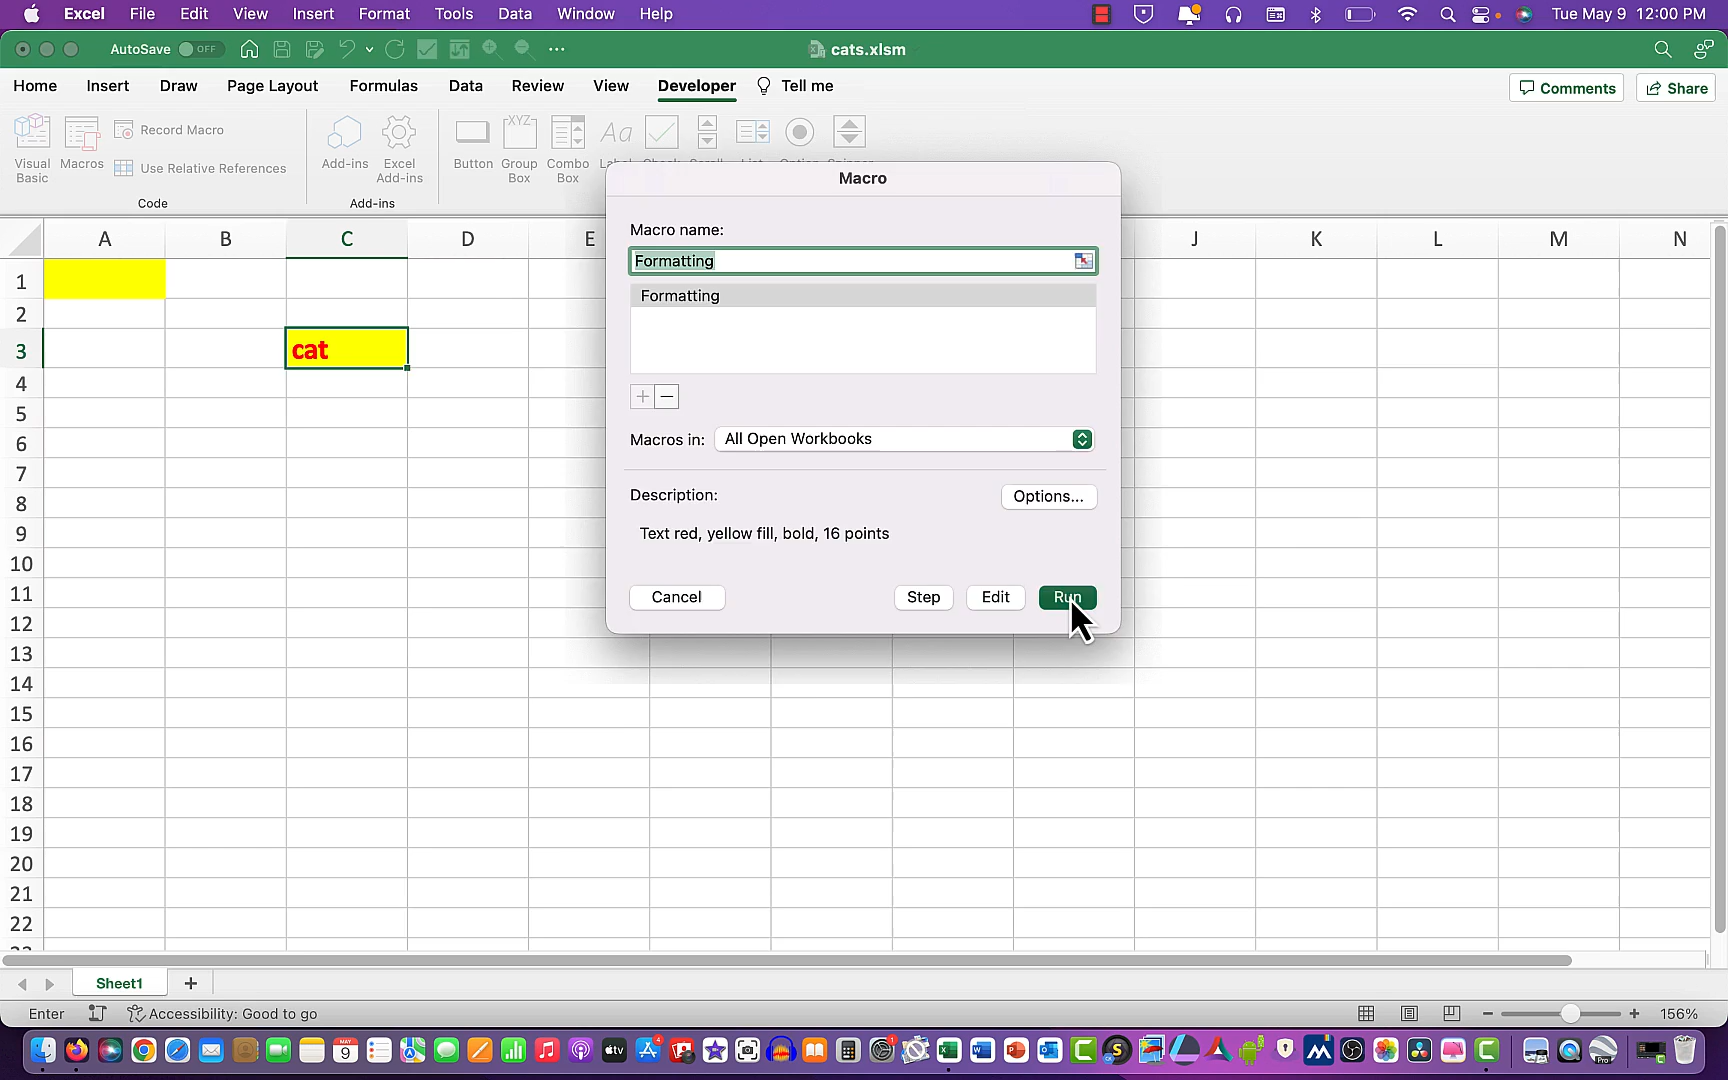 Excel File Edit View Insert Format Tools Data Window Help Tue May 9 12:00 PM
AutoSave OFF cats.xlsm
Home Insert Draw Page Layout Formulas Data Review View Developer Tell me Comments Share
Visual Basic
Macros
Record Macro
Use Relative References
Code
Add-ins
Excel Add-ins
Add-ins
Button
Group Box
Combo Box
XYZ
Aa
Macro
Macro name:
Formatting
Formatting
+ −
Macros in: All Open Workbooks
Description: Options...
Text red, yellow fill, bold, 16 points
Cancel Step Edit Run
A B C D E J K L M N
1
2
3 cat
4
5
6
7
8
9
10
11
12
13
14
15
16
17
18
19
20
21
22
Sheet1 +
Enter Accessibility: Good to go − + 156%